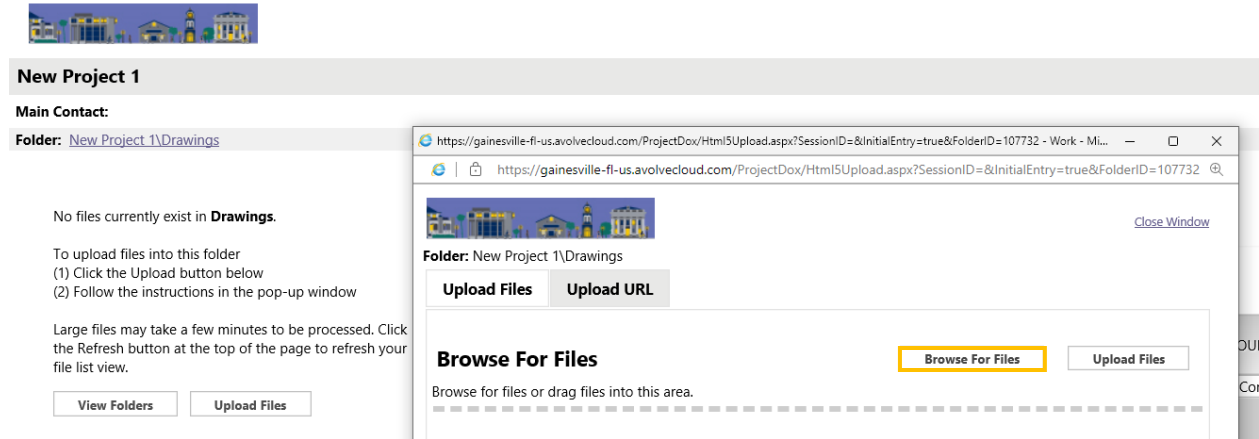 New Project 1
Main Contact:
Folder: New Project 1\Drawings
No files currently exist in Drawings.
To upload files into this folder
(1) Click the Upload button below
(2) Follow the instructions in the pop-up window
Large files may take a few minutes to be processed. Click
the Refresh button at the top of the page to refresh your
file list view.
View Folders Upload Files
https://gainesville-fl-us.avolvecloud.com/ProjectDox/Html5Upload.aspx?SessionID=&InitialEntry=true&FolderID=107732 - Work - Mi...
https://gainesville-fl-us.avolvecloud.com/ProjectDox/Html5Upload.aspx?SessionID=&InitialEntry=true&FolderID=107732
Close Window
Folder: New Project 1\Drawings
Upload Files Upload URL
Browse For Files Browse For Files Upload Files
Browse for files or drag files into this area.